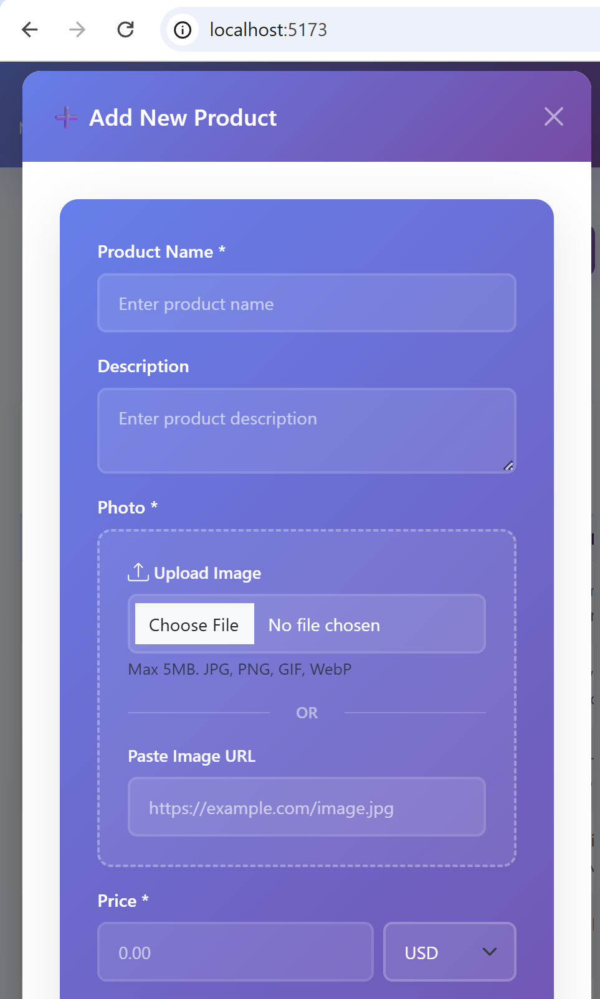 localhost:5173
Add New Product
Product Name *
Enter product name
Description
Enter product description
Photo *
Upload Image
Choose File No file chosen
Max 5MB. JPG, PNG, GIF, WebP
OR
Paste Image URL
https://example.com/image.jpg
Price *
0.00 USD